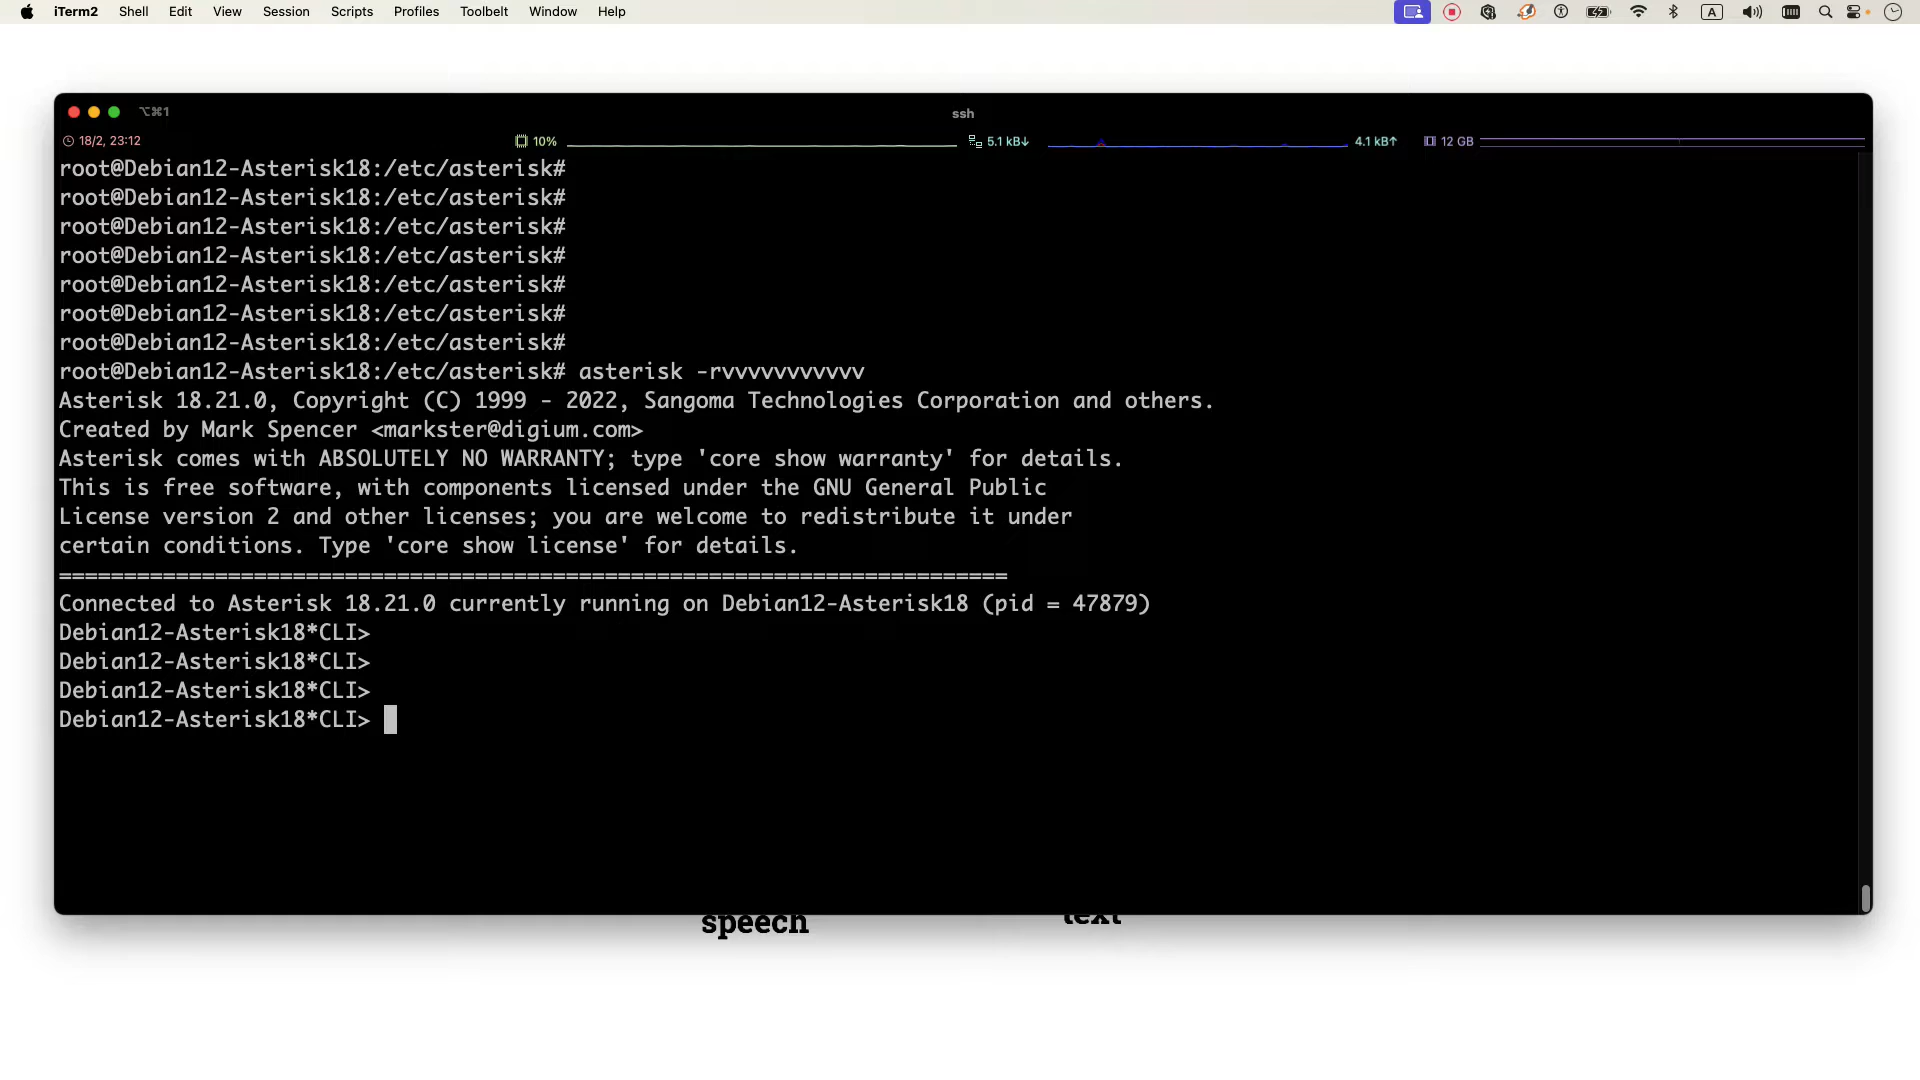 iTerm2 Shell Edit View Session Scripts Profiles Toolbelt Window Help A
⌥⌘1 ssh
18/2, 23:12 10% 5.1 kB↓ 4.1 kB↑ 12 GB
root@Debian12-Asterisk18:/etc/asterisk#
root@Debian12-Asterisk18:/etc/asterisk#
root@Debian12-Asterisk18:/etc/asterisk#
root@Debian12-Asterisk18:/etc/asterisk#
root@Debian12-Asterisk18:/etc/asterisk#
root@Debian12-Asterisk18:/etc/asterisk#
root@Debian12-Asterisk18:/etc/asterisk#
root@Debian12-Asterisk18:/etc/asterisk# asterisk -rvvvvvvvvvvv
Asterisk 18.21.0, Copyright (C) 1999 - 2022, Sangoma Technologies Corporation and others.
Created by Mark Spencer <markster@digium.com>
Asterisk comes with ABSOLUTELY NO WARRANTY; type 'core show warranty' for details.
This is free software, with components licensed under the GNU General Public
License version 2 and other licenses; you are welcome to redistribute it under
certain conditions. Type 'core show license' for details.
=========================================================================
Connected to Asterisk 18.21.0 currently running on Debian12-Asterisk18 (pid = 47879)
Debian12-Asterisk18*CLI>
Debian12-Asterisk18*CLI>
Debian12-Asterisk18*CLI>
Debian12-Asterisk18*CLI>
speech text